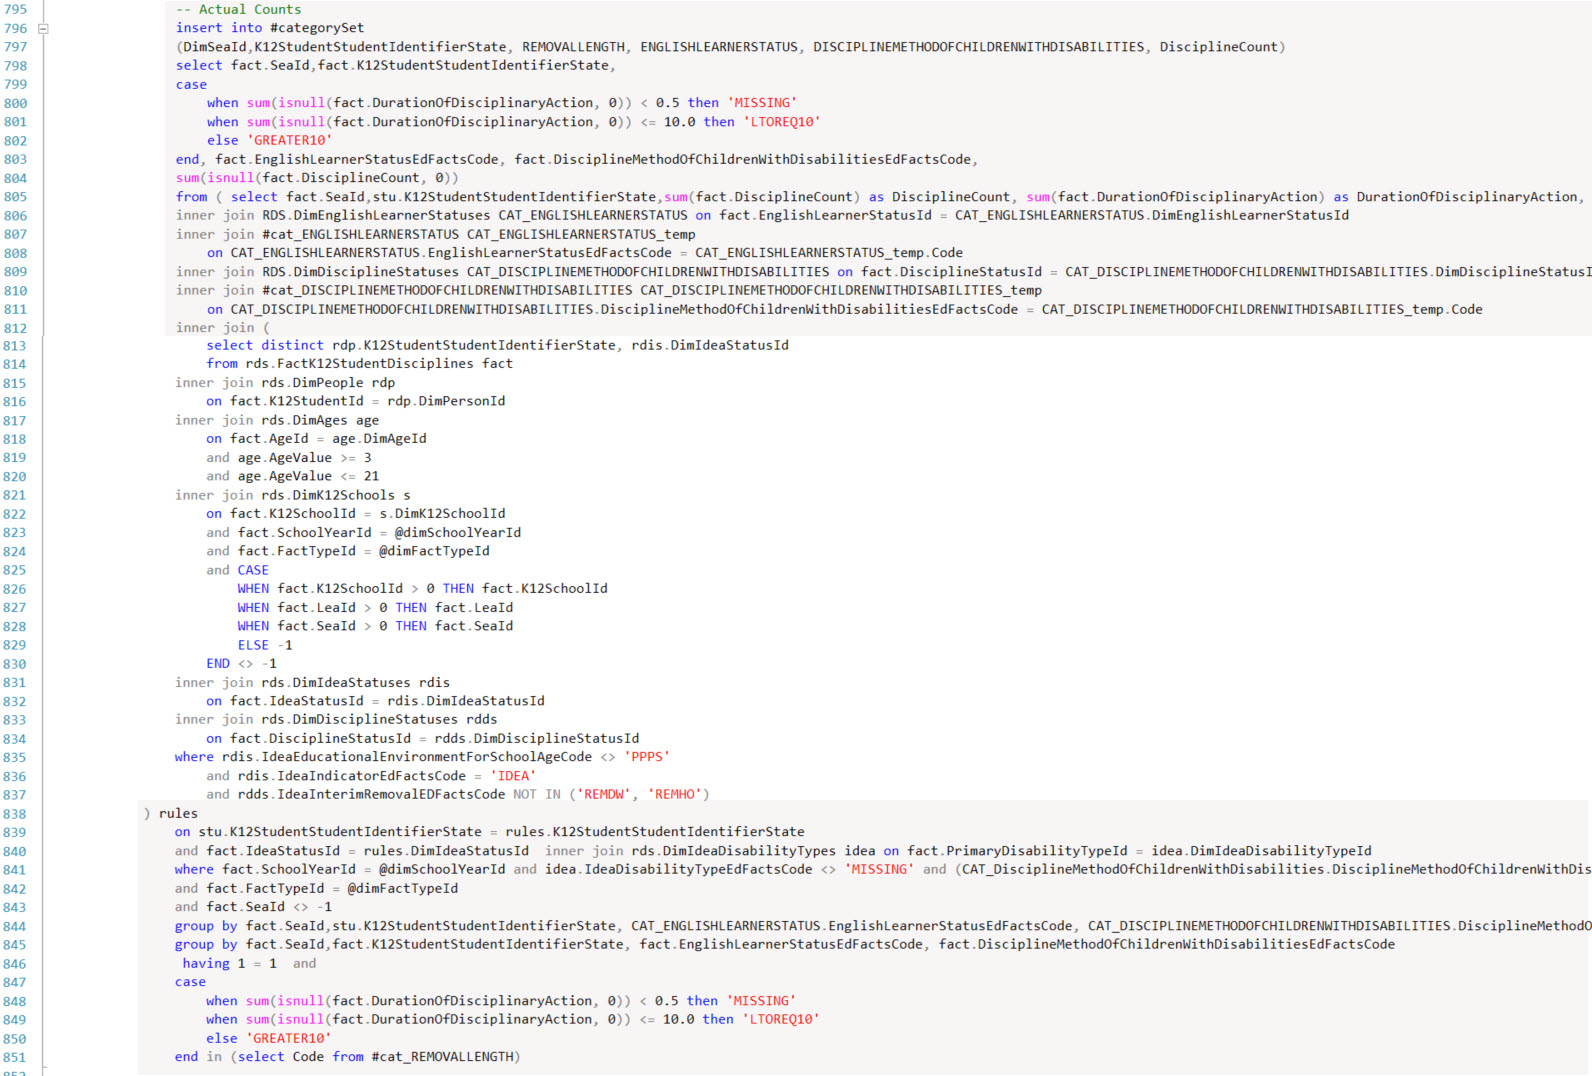 795 -- Actual Counts
796 insert into #categorySet
797 (DimSeaId,K12StudentStudentIdentifierState, REMOVALLENGTH, ENGLISHLEARNERSTATUS, DISCIPLINEMETHODOFCHILDRENWITHDISABILITIES, DisciplineCount)
798 select fact.SeaId,fact.K12StudentStudentIdentifierState,
799 case
800 when sum(isnull(fact.DurationOfDisciplinaryAction, 0)) < 0.5 then 'MISSING'
801 when sum(isnull(fact.DurationOfDisciplinaryAction, 0)) <= 10.0 then 'LTOREQ10'
802 else 'GREATER10'
803 end, fact.EnglishLearnerStatusEdFactsCode, fact.DisciplineMethodOfChildrenWithDisabilitiesEdFactsCode,
804 sum(isnull(fact.DisciplineCount, 0))
805 from ( select fact.SeaId,stu.K12StudentStudentIdentifierState,sum(fact.DisciplineCount) as DisciplineCount, sum(fact.DurationOfDisciplinaryAction) as DurationOfDisciplinaryAction,
806 inner join RDS.DimEnglishLearnerStatuses CAT_ENGLISHLEARNERSTATUS on fact.EnglishLearnerStatusId = CAT_ENGLISHLEARNERSTATUS.DimEnglishLearnerStatusId
807 inner join #cat_ENGLISHLEARNERSTATUS CAT_ENGLISHLEARNERSTATUS_temp
808 on CAT_ENGLISHLEARNERSTATUS.EnglishLearnerStatusEdFactsCode = CAT_ENGLISHLEARNERSTATUS_temp.Code
809 inner join RDS.DimDisciplineStatuses CAT_DISCIPLINEMETHODOFCHILDRENWITHDISABILITIES on fact.DisciplineStatusId = CAT_DISCIPLINEMETHODOFCHILDRENWITHDISABILITIES.DimDisciplineStatusI
810 inner join #cat_DISCIPLINEMETHODOFCHILDRENWITHDISABILITIES CAT_DISCIPLINEMETHODOFCHILDRENWITHDISABILITIES_temp
811 on CAT_DISCIPLINEMETHODOFCHILDRENWITHDISABILITIES.DisciplineMethodOfChildrenWithDisabilitiesEdFactsCode = CAT_DISCIPLINEMETHODOFCHILDRENWITHDISABILITIES_temp.Code
812 inner join (
813 select distinct rdp.K12StudentStudentIdentifierState, rdis.DimIdeaStatusId
814 from rds.FactK12StudentDisciplines fact
815 inner join rds.DimPeople rdp
816 on fact.K12StudentId = rdp.DimPersonId
817 inner join rds.DimAges age
818 on fact.AgeId = age.DimAgeId
819 and age.AgeValue >= 3
820 and age.AgeValue <= 21
821 inner join rds.DimK12Schools s
822 on fact.K12SchoolId = s.DimK12SchoolId
823 and fact.SchoolYearId = @dimSchoolYearId
824 and fact.FactTypeId = @dimFactTypeId
825 and CASE
826 WHEN fact.K12SchoolId > 0 THEN fact.K12SchoolId
827 WHEN fact.LeaId > 0 THEN fact.LeaId
828 WHEN fact.SeaId > 0 THEN fact.SeaId
829 ELSE -1
830 END <> -1
831 inner join rds.DimIdeaStatuses rdis
832 on fact.IdeaStatusId = rdis.DimIdeaStatusId
833 inner join rds.DimDisciplineStatuses rdds
834 on fact.DisciplineStatusId = rdds.DimDisciplineStatusId
835 where rdis.IdeaEducationalEnvironmentForSchoolAgeCode <> 'PPPS'
836 and rdis.IdeaIndicatorEdFactsCode = 'IDEA'
837 and rdds.IdeaInterimRemovalEDFactsCode NOT IN ('REMDW', 'REMHO')
838 ) rules
839 on stu.K12StudentStudentIdentifierState = rules.K12StudentStudentIdentifierState
840 and fact.IdeaStatusId = rules.DimIdeaStatusId inner join rds.DimIdeaDisabilityTypes idea on fact.PrimaryDisabilityTypeId = idea.DimIdeaDisabilityTypeId
841 where fact.SchoolYearId = @dimSchoolYearId and idea.IdeaDisabilityTypeEdFactsCode <> 'MISSING' and (CAT_DisciplineMethodOfChildrenWithDisabilities.DisciplineMethodOfChildrenWithDis
842 and fact.FactTypeId = @dimFactTypeId
843 and fact.SeaId <> -1
844 group by fact.SeaId,stu.K12StudentStudentIdentifierState, CAT_ENGLISHLEARNERSTATUS.EnglishLearnerStatusEdFactsCode, CAT_DISCIPLINEMETHODOFCHILDRENWITHDISABILITIES.DisciplineMethodO
845 group by fact.SeaId,fact.K12StudentStudentIdentifierState, fact.EnglishLearnerStatusEdFactsCode, fact.DisciplineMethodOfChildrenWithDisabilitiesEdFactsCode
846 having 1 = 1 and
847 case
848 when sum(isnull(fact.DurationOfDisciplinaryAction, 0)) < 0.5 then 'MISSING'
849 when sum(isnull(fact.DurationOfDisciplinaryAction, 0)) <= 10.0 then 'LTOREQ10'
850 else 'GREATER10'
851 end in (select Code from #cat_REMOVALLENGTH)